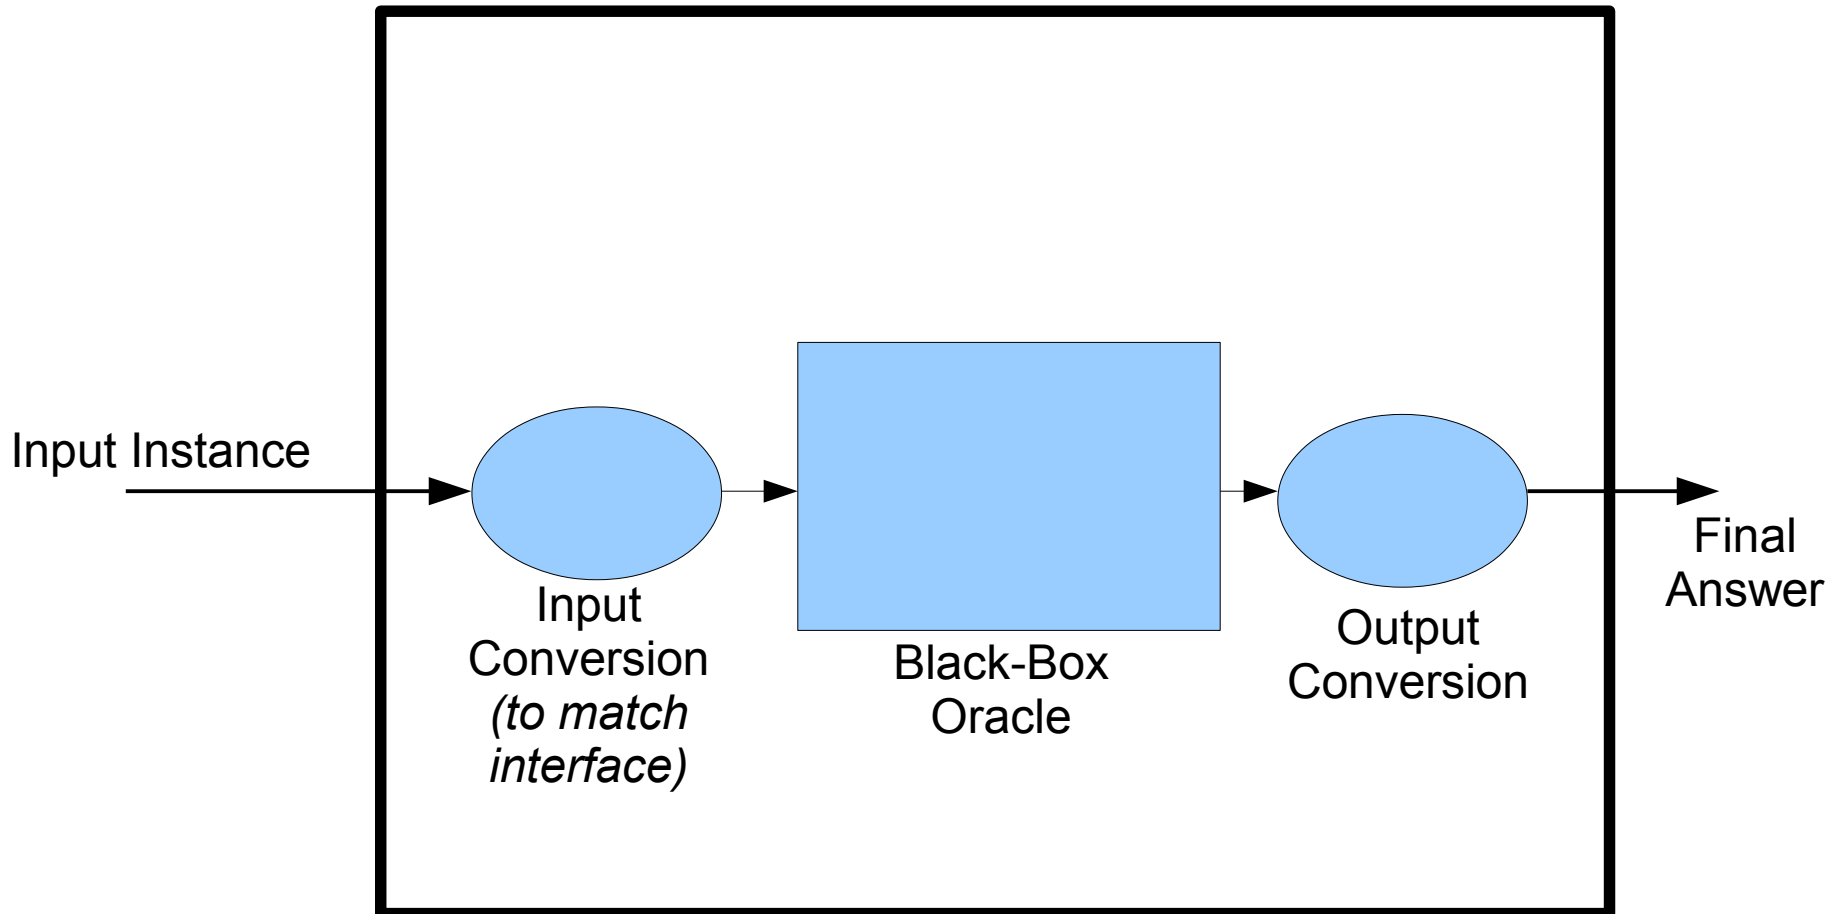 Input Instance
Input
Conversion
(to match
interface)
Black-Box
Oracle
Output
Conversion
Final
Answer